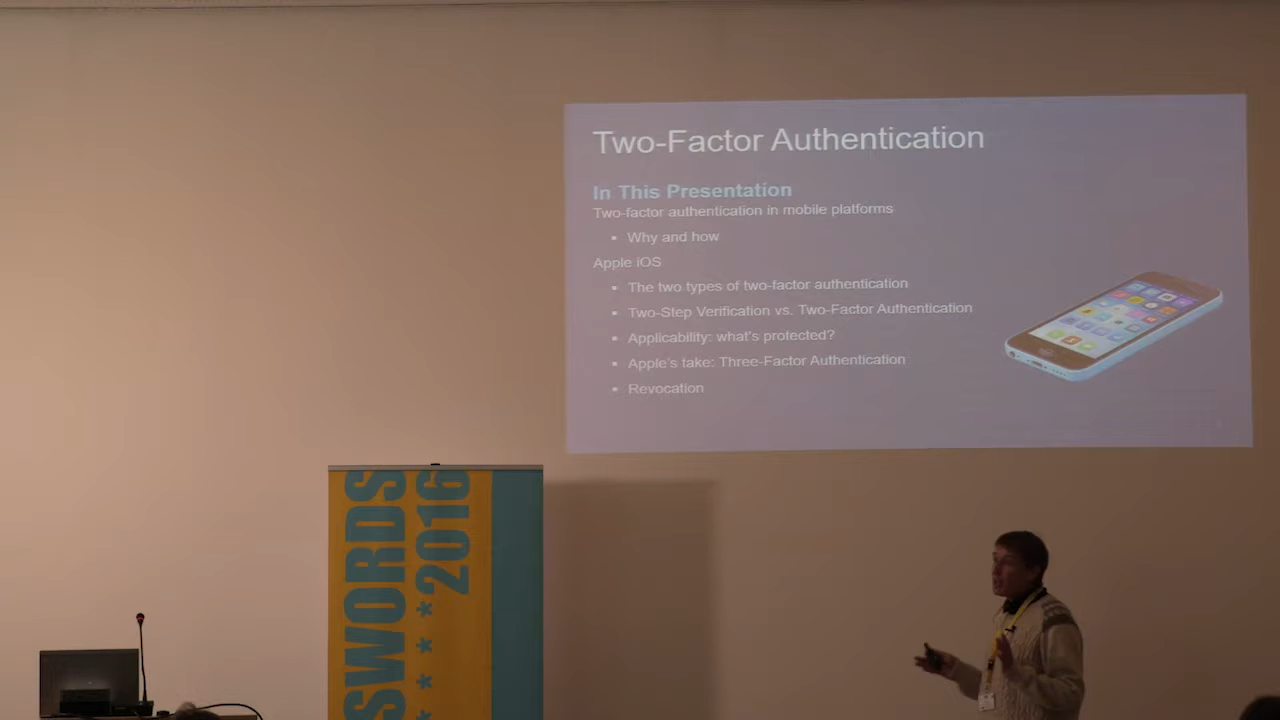 Two-Factor Authentication
In This Presentation
Two-factor authentication in mobile platforms
▪ Why and how
Apple iOS
▪ The two types of two-factor authentication
▪ Two-Step Verification vs. Two-Factor Authentication
▪ Applicability: what's protected?
▪ Apple's take: Three-Factor Authentication
▪ Revocation
SWORDS
* * * * * 2016